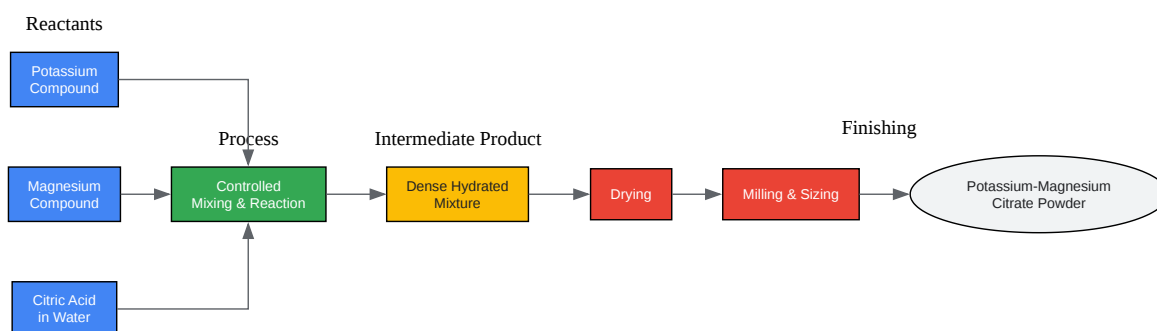 Reactants
Potassium
Compound
Process
Intermediate Product
Finishing
Magnesium
Compound
Controlled
Mixing & Reaction
Dense Hydrated
Mixture
Drying
Milling & Sizing
Potassium-Magnesium
Citrate Powder
Citric Acid
in Water